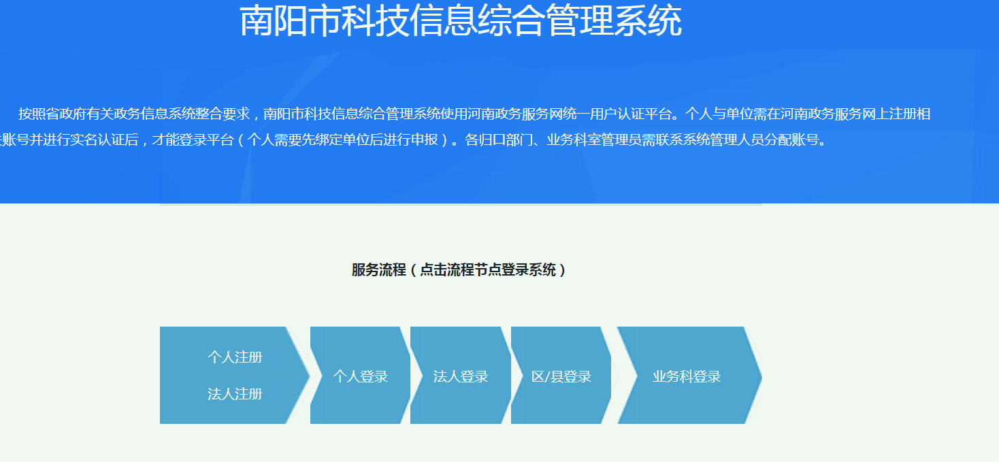 南阳市科技信息综合管理系统
按照省政府有关政务信息系统整合要求，南阳市科技信息综合管理系统使用河南政务服务网统一用户认证平台。个人与单位需在河南政务服务网上注册相
账号并进行实名认证后，才能登录平台（个人需要先绑定单位后进行申报）。各归口部门、业务科室管理员需联系系统管理人员分配账号。
服务流程（点击流程节点登录系统）
个人注册
法人注册
个人登录
法人登录
区/县登录
业务科登录